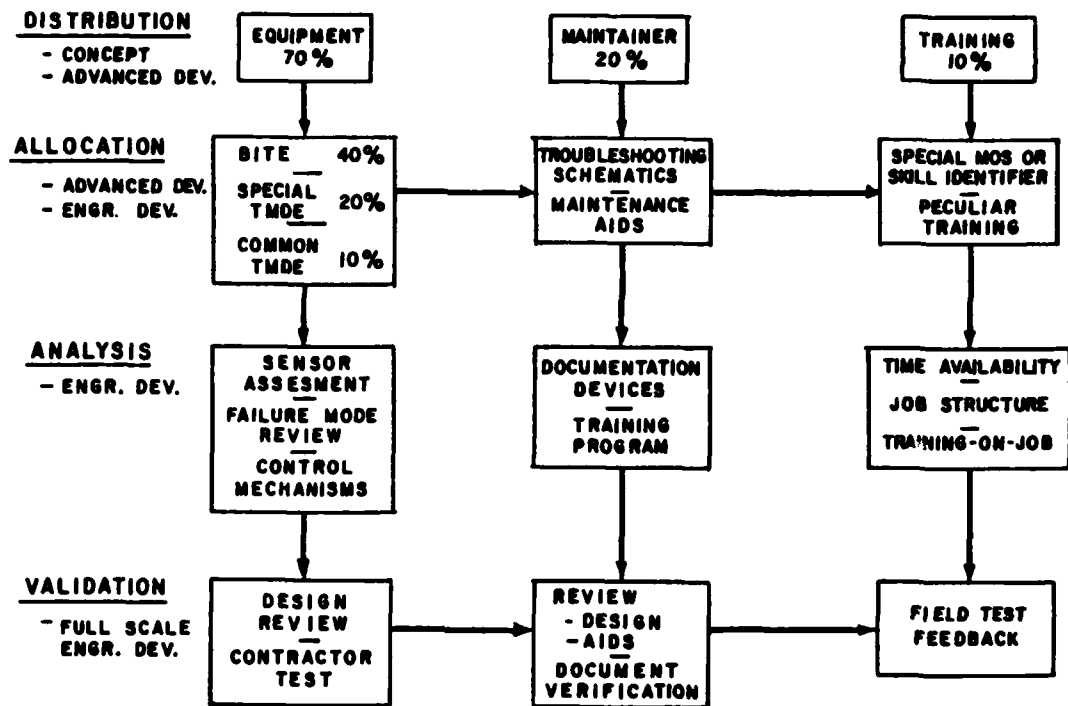 DISTRIBUTION
- CONCEPT
- ADVANCED DEV.
EQUIPMENT
70%
MAINTAINER
20%
TRAINING
10%
ALLOCATION
- ADVANCED DEV.
- ENGR. DEV.
BITE 40%
SPECIAL
TMDE 20%
COMMON
TMDE 10%
TROUBLESHOOTING
SCHEMATICS
MAINTENANCE
AIDS
SPECIAL MOS OR
SKILL IDENTIFIER
PECULIAR
TRAINING
ANALYSIS
- ENGR. DEV.
SENSOR
ASSESMENT
FAILURE MODE
REVIEW
CONTROL
MECHANISMS
DOCUMENTATION
DEVICES
TRAINING
PROGRAM
TIME AVAILABILITY
JOB STRUCTURE
TRAINING-ON-JOB
VALIDATION
- FULL SCALE
ENGR. DEV.
DESIGN
REVIEW
CONTRACTOR
TEST
REVIEW
- DESIGN
- AIDS
DOCUMENT
VERIFICATION
FIELD TEST
FEEDBACK